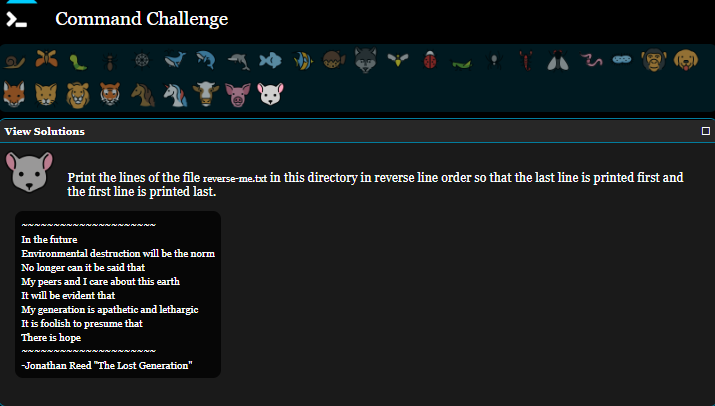 Command Challenge
View Solutions
Print the lines of the file reverse-me.txt in this directory in reverse line order so that the last line is printed first and
the first line is printed last.
~~~~~~~~~~~~~~~~~~~~~
In the future
Environmental destruction will be the norm
No longer can it be said that
My peers and I care about this earth
It will be evident that
My generation is apathetic and lethargic
It is foolish to presume that
There is hope
~~~~~~~~~~~~~~~~~~~~~
-Jonathan Reed "The Lost Generation"